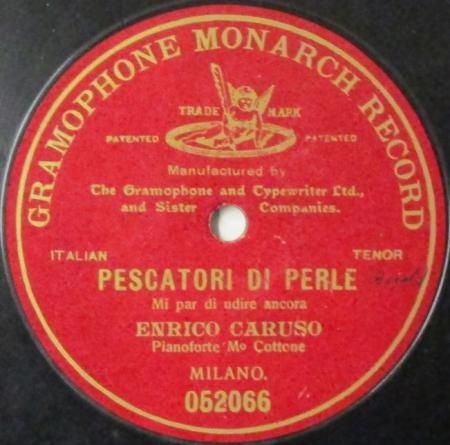 GRAMOPHONE MONARCH RECORD
TRADE MARK
PATENTED PATENTED
Manufactured by
The Gramophone and Typewriter Ltd.,
and Sister Companies.
ITALIAN TENOR
PESCATORI DI PERLE
Mi par di udire ancora
ENRICO CARUSO
Pianoforte Mo Cottone
MILANO.
052066